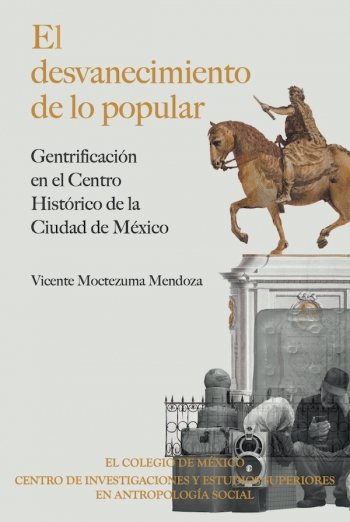 El
desvanecimiento
de lo popular
Gentrificación
en el Centro
Histórico de la
Ciudad de México
Vicente Moctezuma Mendoza
EL COLEGIO DE MÉXICO
CENTRO DE INVESTIGACIONES Y ESTUDIOS SUPERIORES
EN ANTROPOLOGÍA SOCIAL